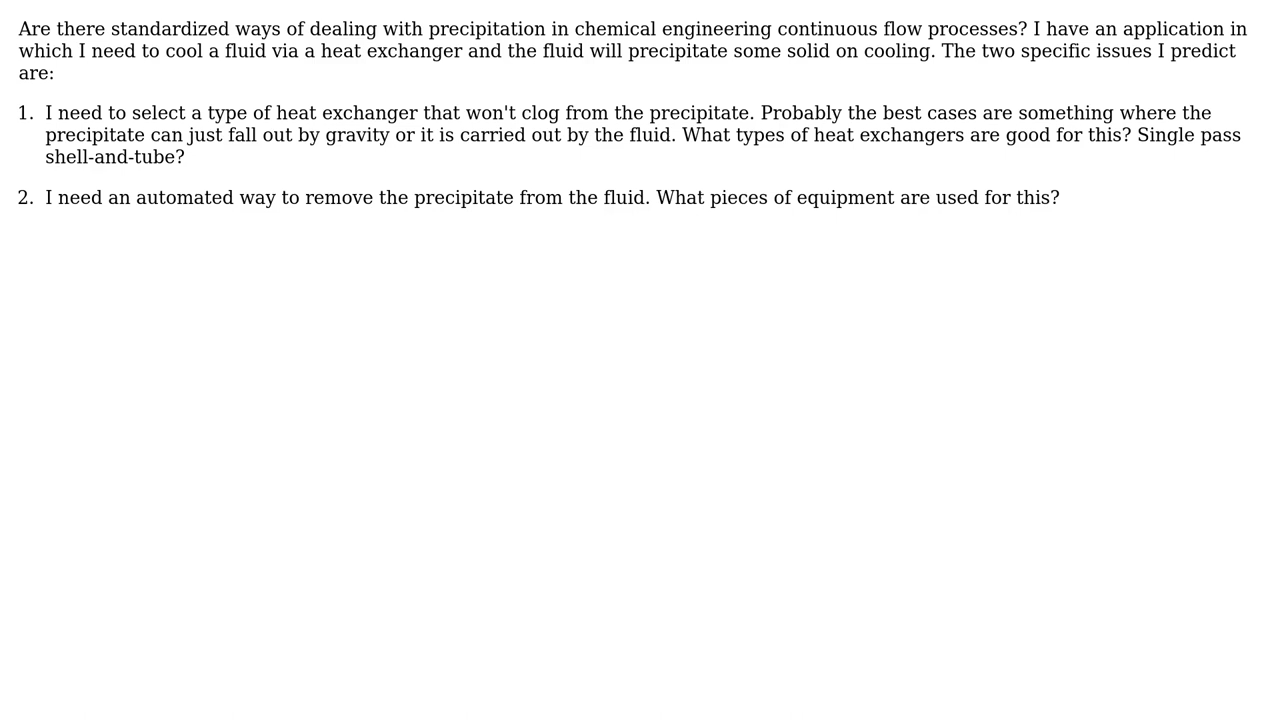 Are there standardized ways of dealing with precipitation in chemical engineering continuous flow processes? I have an application in
which I need to cool a fluid via a heat exchanger and the fluid will precipitate some solid on cooling. The two specific issues I predict
are:
1. I need to select a type of heat exchanger that won't clog from the precipitate. Probably the best cases are something where the
precipitate can just fall out by gravity or it is carried out by the fluid. What types of heat exchangers are good for this? Single pass
shell-and-tube?
2. I need an automated way to remove the precipitate from the fluid. What pieces of equipment are used for this?